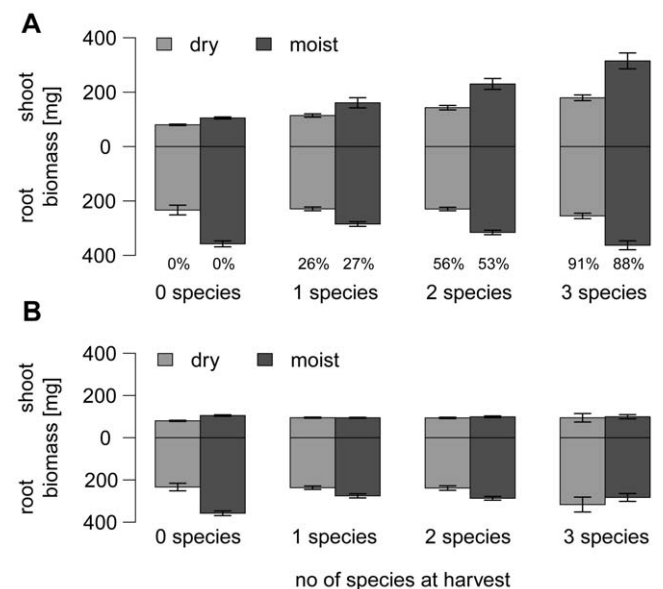 A
400
200
0
200
400
shoot
root
biomass [mg]
dry moist
0% 0% 26% 27% 56% 53% 91% 88%
0 species 1 species 2 species 3 species
B
400
200
0
200
400
shoot
root
biomass [mg]
dry moist
0 species 1 species 2 species 3 species
no of species at harvest